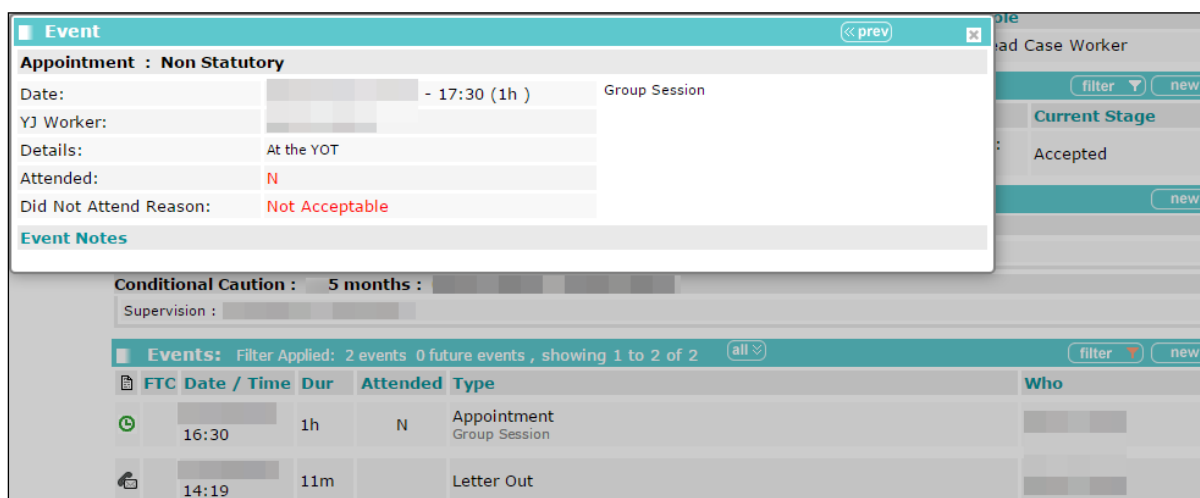 Event
prev
Appointment : Non Statutory
Date: - 17:30 (1h ) Group Session
YJ Worker:
Details: At the YOT
Attended: N
Did Not Attend Reason: Not Acceptable
Event Notes
ole
ad Case Worker
filter new
Current Stage
: Accepted
new
Conditional Caution : 5 months :
Supervision :
Events: Filter Applied: 2 events 0 future events , showing 1 to 2 of 2 all filter new
FTC Date / Time Dur Attended Type Who
16:30 1h N Appointment
Group Session
14:19 11m Letter Out